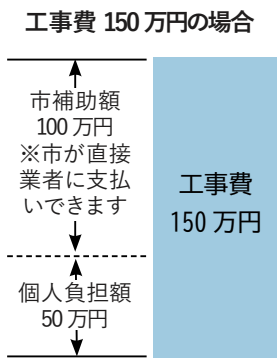 工事費 150 万円の場合
市補助額
100 万円
※市が直接
業者に支払
いできます
個人負担額
50 万円
工事費
150 万円